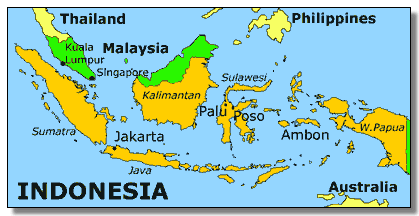 Thailand
Philippines
Kuala
Lumpur
Malaysia
Singapore
Sulawesi
Kalimantan
Palu
Poso
Sumatra
Jakarta
Ambon
W.Papua
Java
INDONESIA
Australia